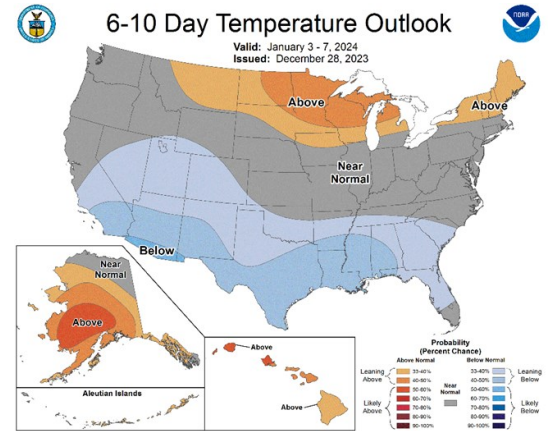 6-10 Day Temperature Outlook
Valid: January 3 - 7, 2024
Issued: December 28, 2023
NOAA
Above
Above
Near
Normal
Below
Near
Normal
Above
Aleutian Islands
Above
Above
Probability
(Percent Chance)
Above Normal
Below Normal
Leaning
Above
Likely
Above
33-40%
40-50%
50-60%
60-70%
70-80%
80-90%
90-100%
Near
Normal
33-40%
40-50%
50-60%
60-70%
70-80%
80-90%
90-100%
Leaning
Below
Likely
Below